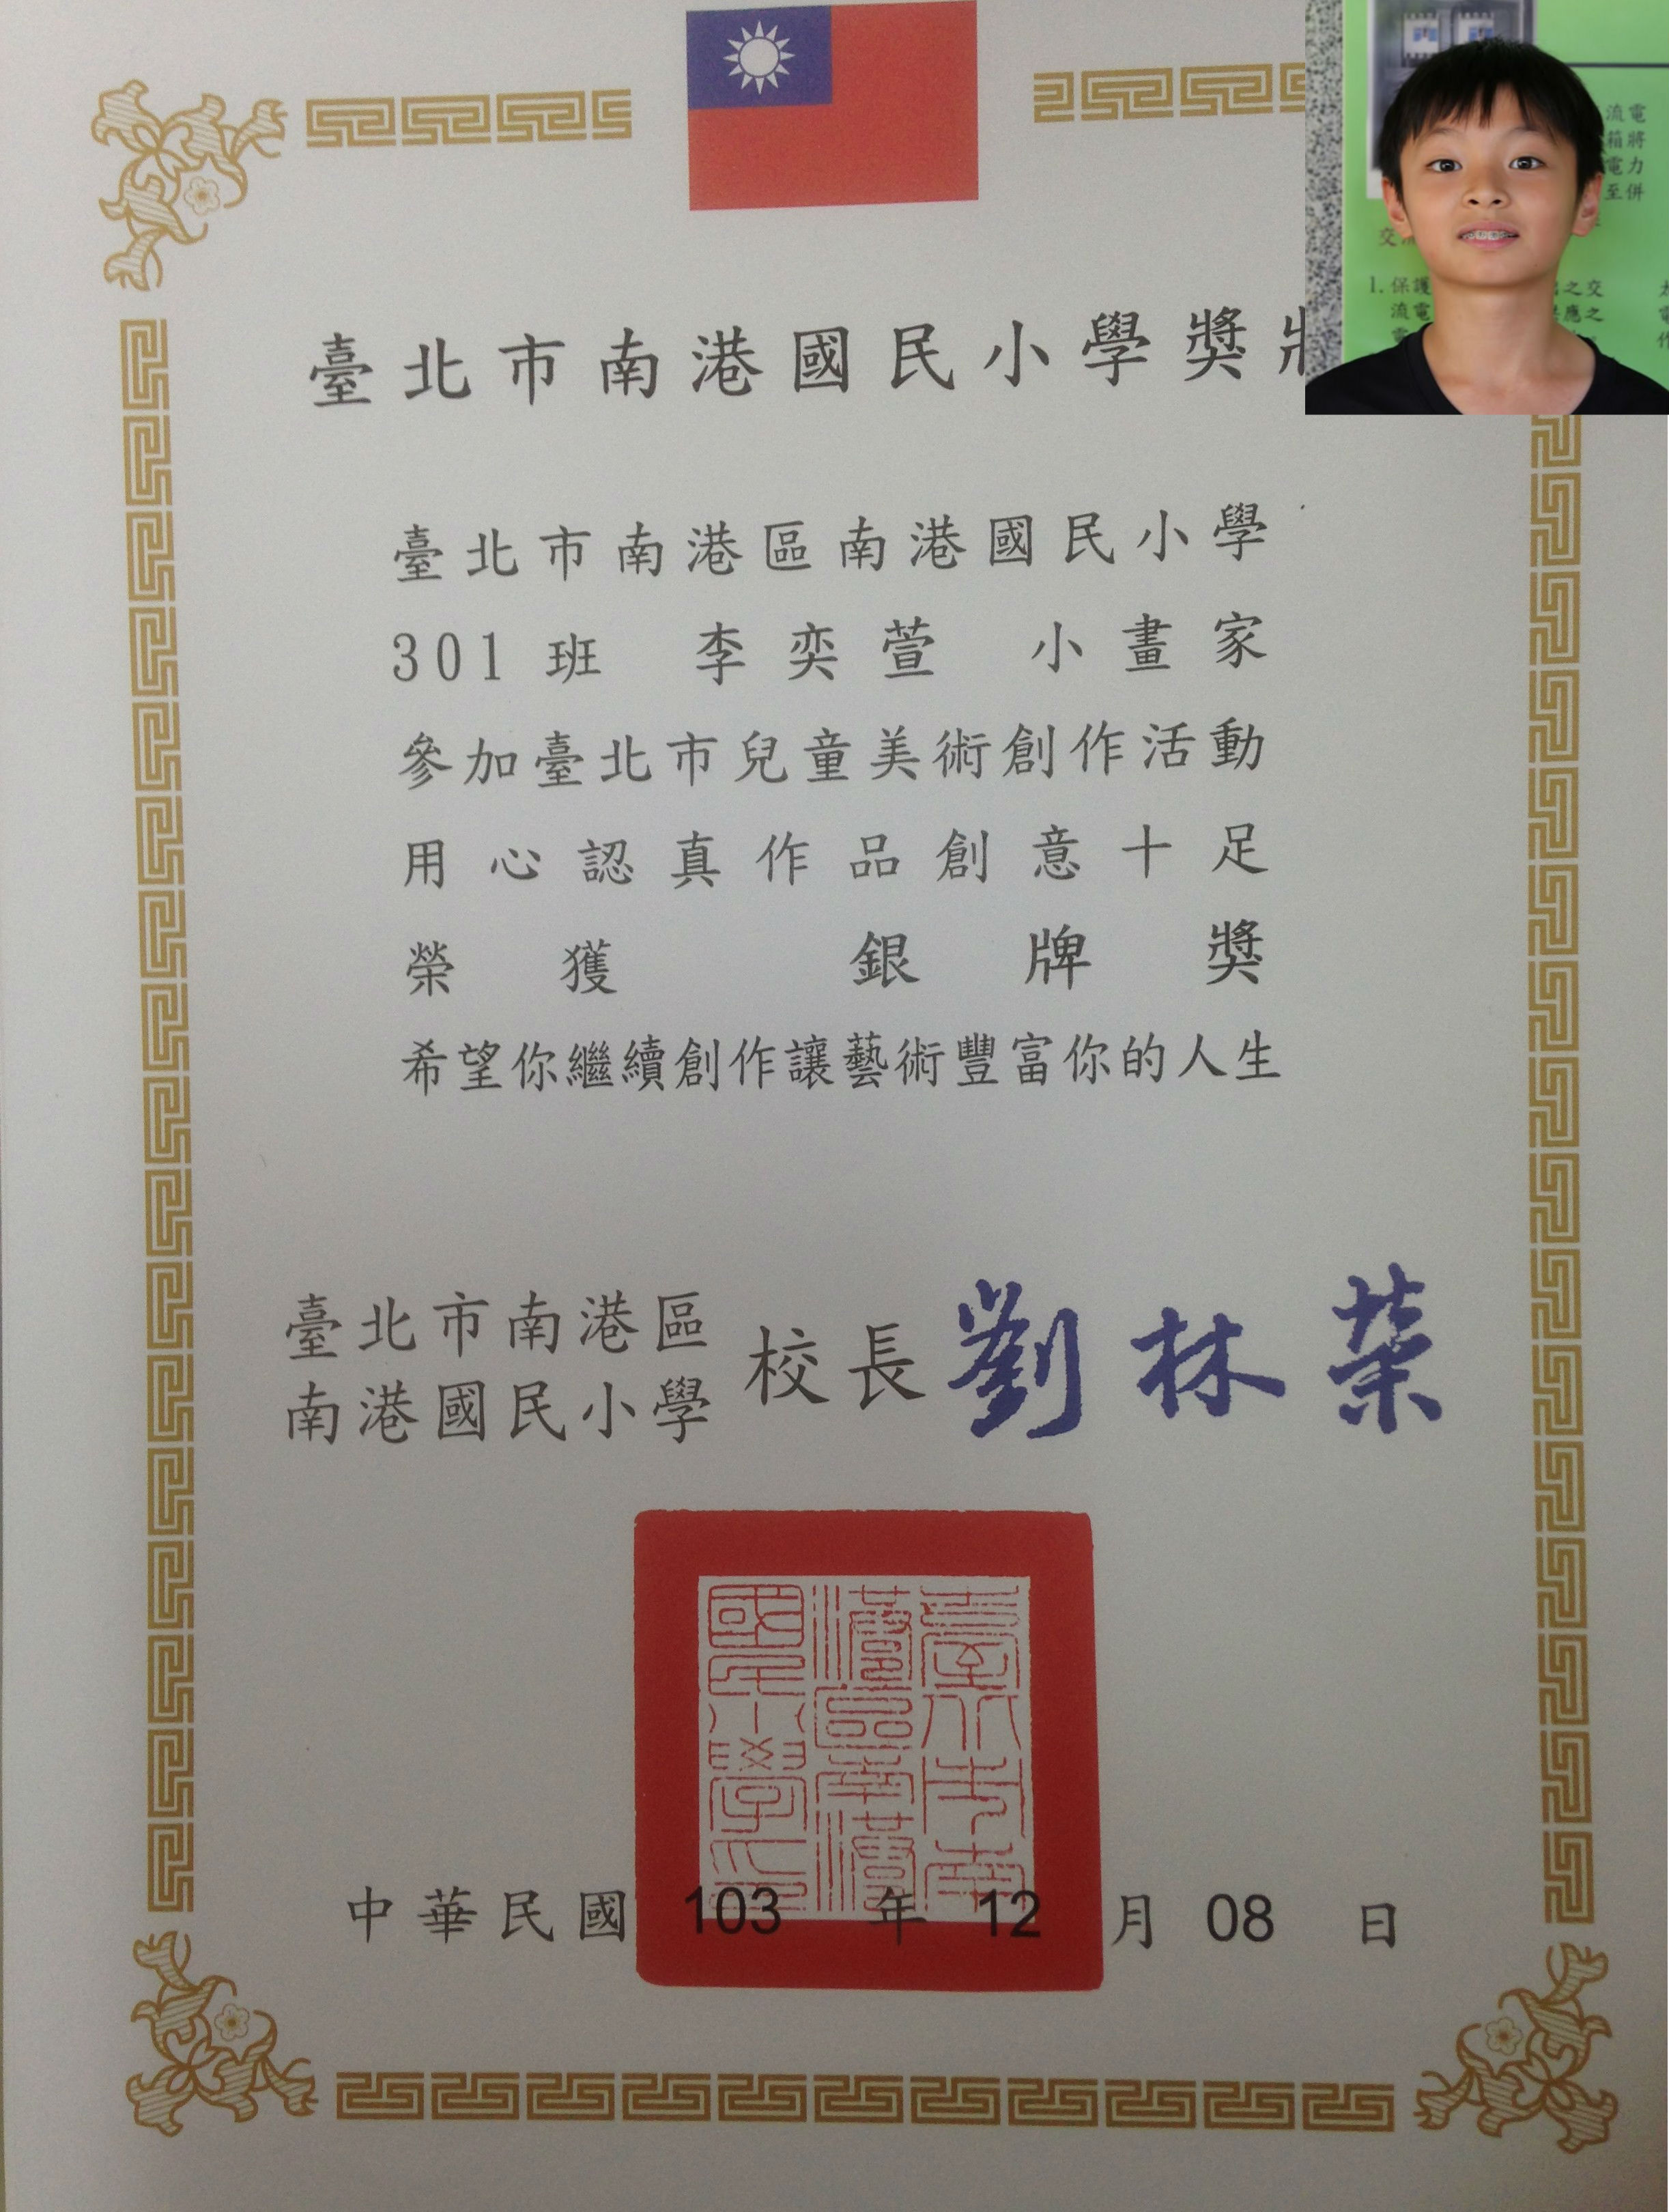 臺北市南港國民小學獎
流電
箱將
電力
至併
交
1.保護
之交
流電
應之
臺北市南港區南港國民小學
301 班 李奕萱 小畫家
參加臺北市兒童美術創作活動
用心認真作品創意十足
榮獲 銀牌獎
希望你繼續創作讓藝術豐富你的人生
臺北市南港區
南港國民小學 校長 劉林榮
臺北市南
港區南港
國民小學印
中華民國 103 年 12 月 08 日